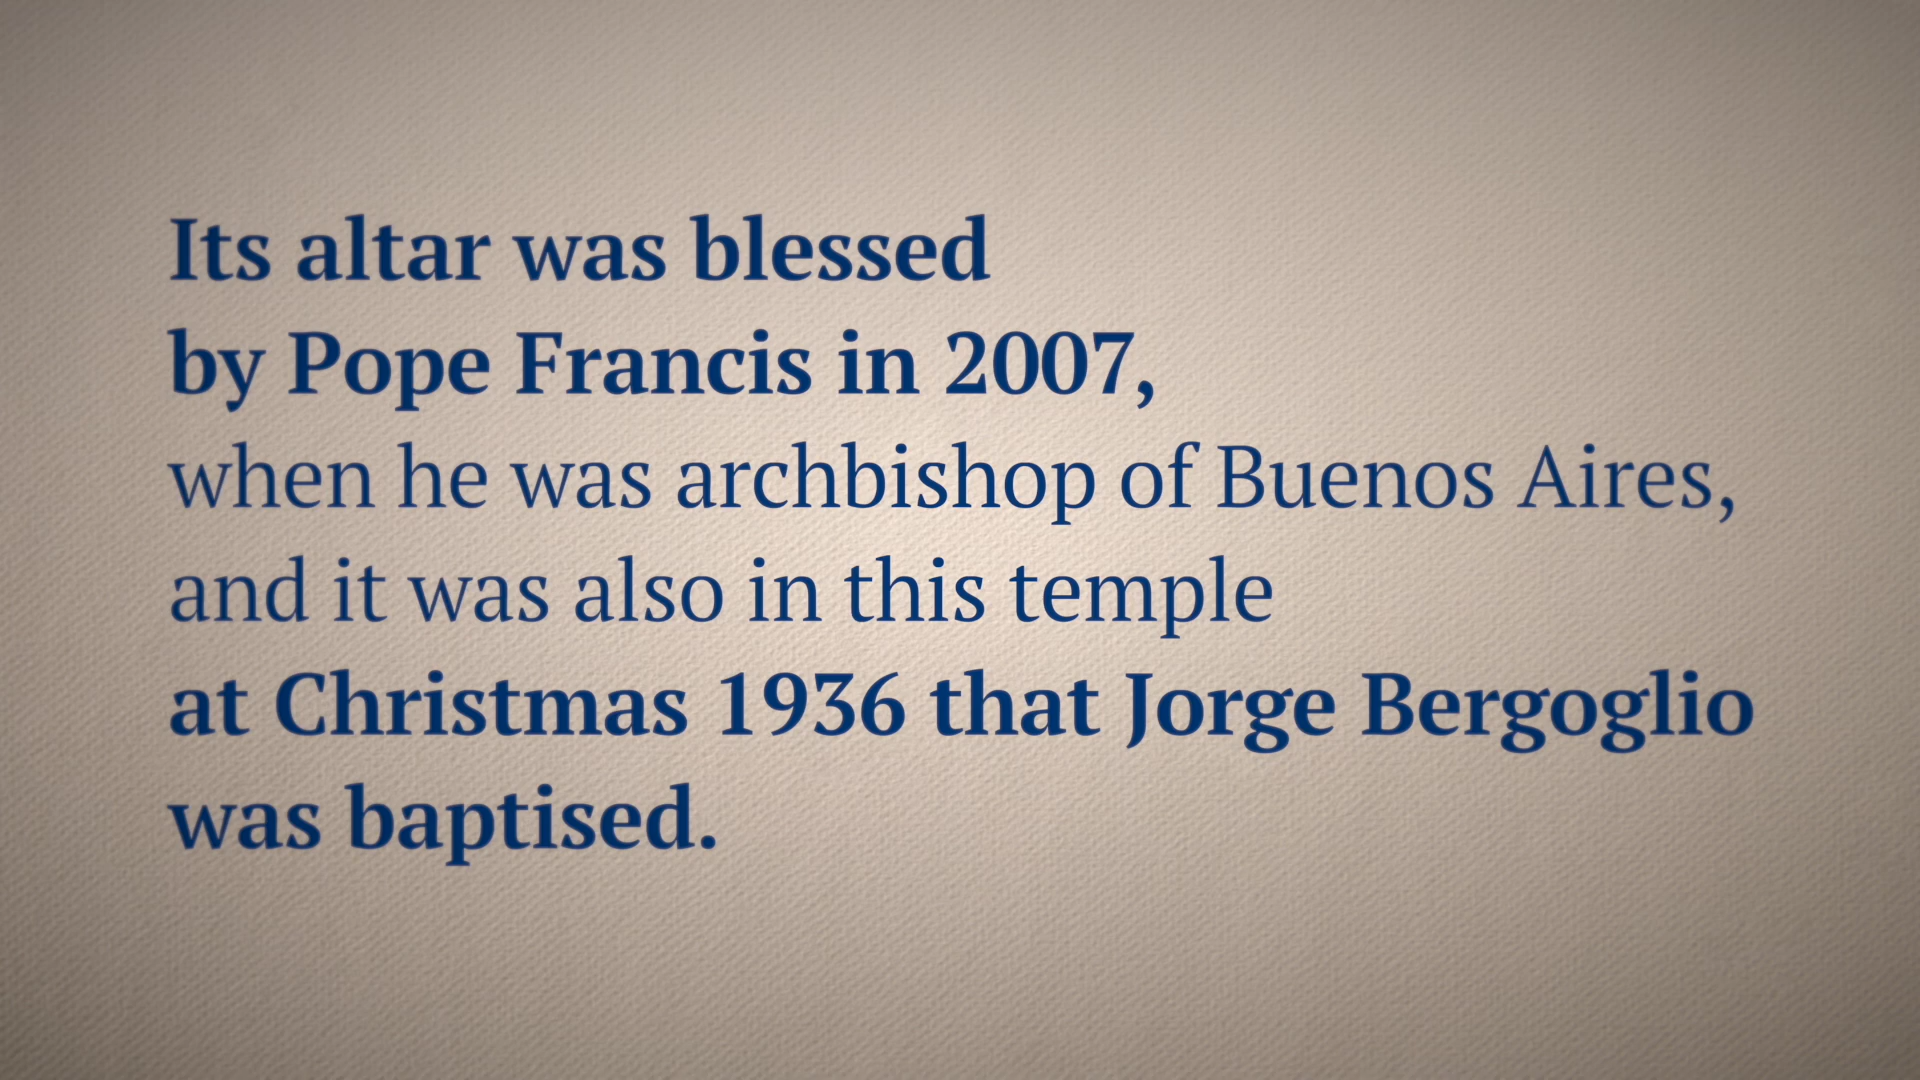 Its altar was blessed
by Pope Francis in 2007,
when he was archbishop of Buenos Aires,
and it was also in this temple
at Christmas 1936 that Jorge Bergoglio
was baptised.